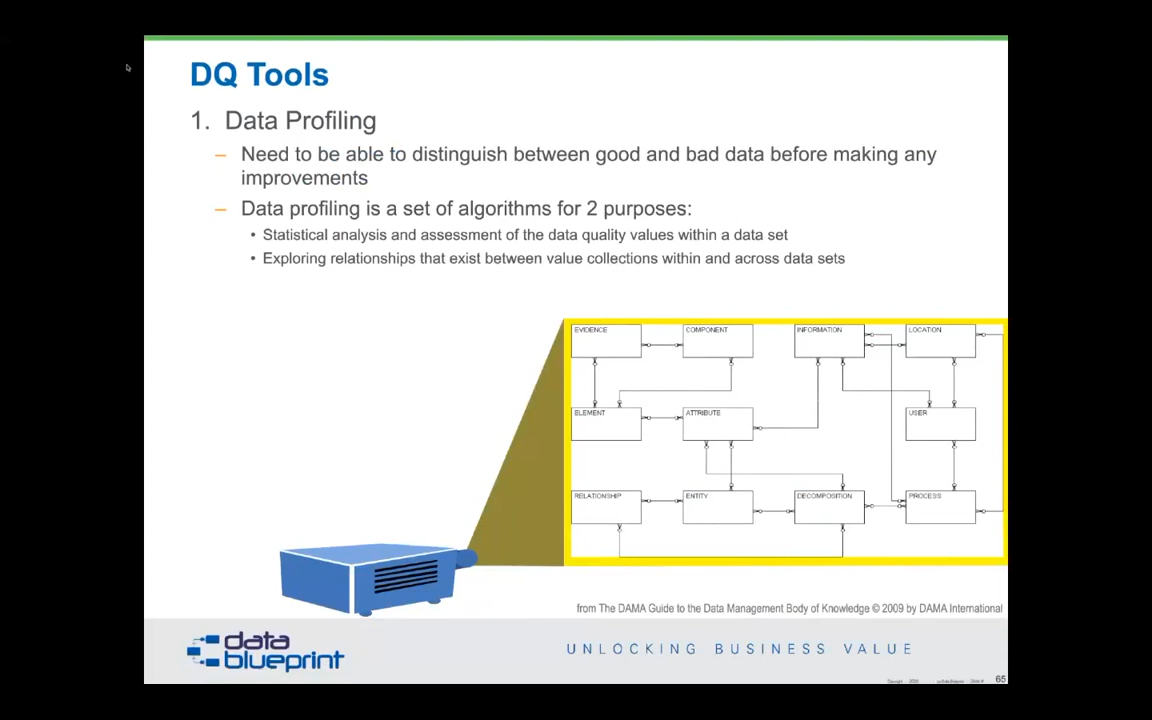 DQ Tools
1. Data Profiling
– Need to be able to distinguish between good and bad data before making any
improvements
– Data profiling is a set of algorithms for 2 purposes:
• Statistical analysis and assessment of the data quality values within a data set
• Exploring relationships that exist between value collections within and across data sets
EVIDENCE COMPONENT INFORMATION LOCATION
ELEMENT ATTRIBUTE USER
RELATIONSHIP ENTITY DECOMPOSITION PROCESS
from The DAMA Guide to the Data Management Body of Knowledge © 2009 by DAMA International
data
blueprint
UNLOCKING BUSINESS VALUE
65